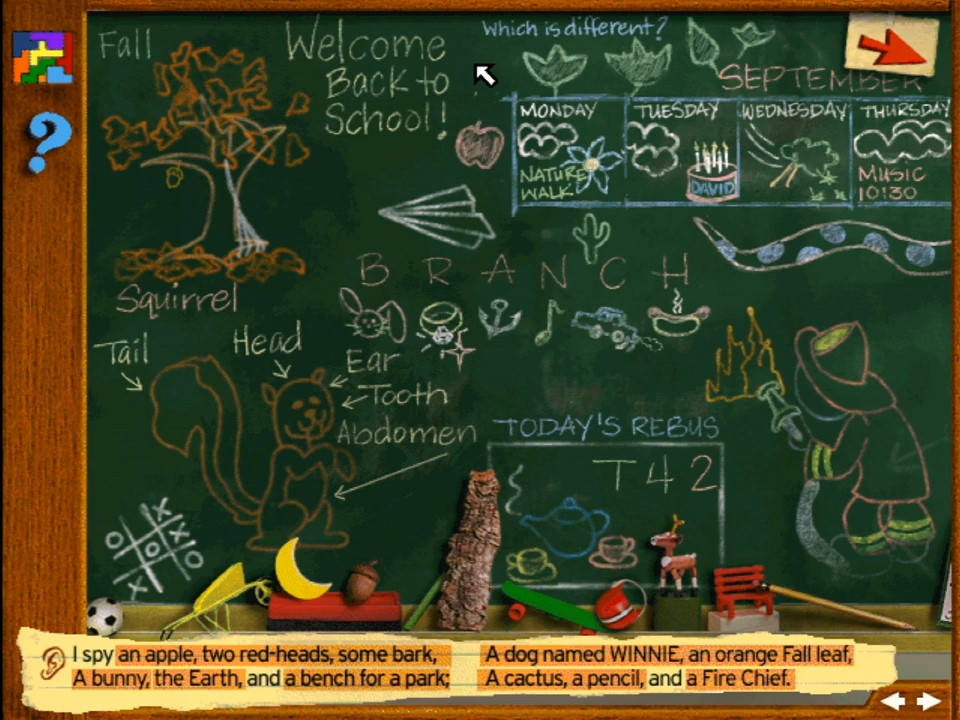 Fall
Welcome
Back to
School!
Which is different?
SEPTEMBER
MONDAY TUESDAY WEDNESDAY THURSDAY
NATURE
WALK
DAVID
MUSIC
10:30
B R A N C H
Squirrel
Tail
Head
Ear
Tooth
Abdomen
TODAY'S REBUS
T42
I spy an apple, two red-heads, some bark,
A bunny, the Earth, and a bench for a park;
A dog named WINNIE, an orange Fall leaf,
A cactus, a pencil, and a Fire Chief.